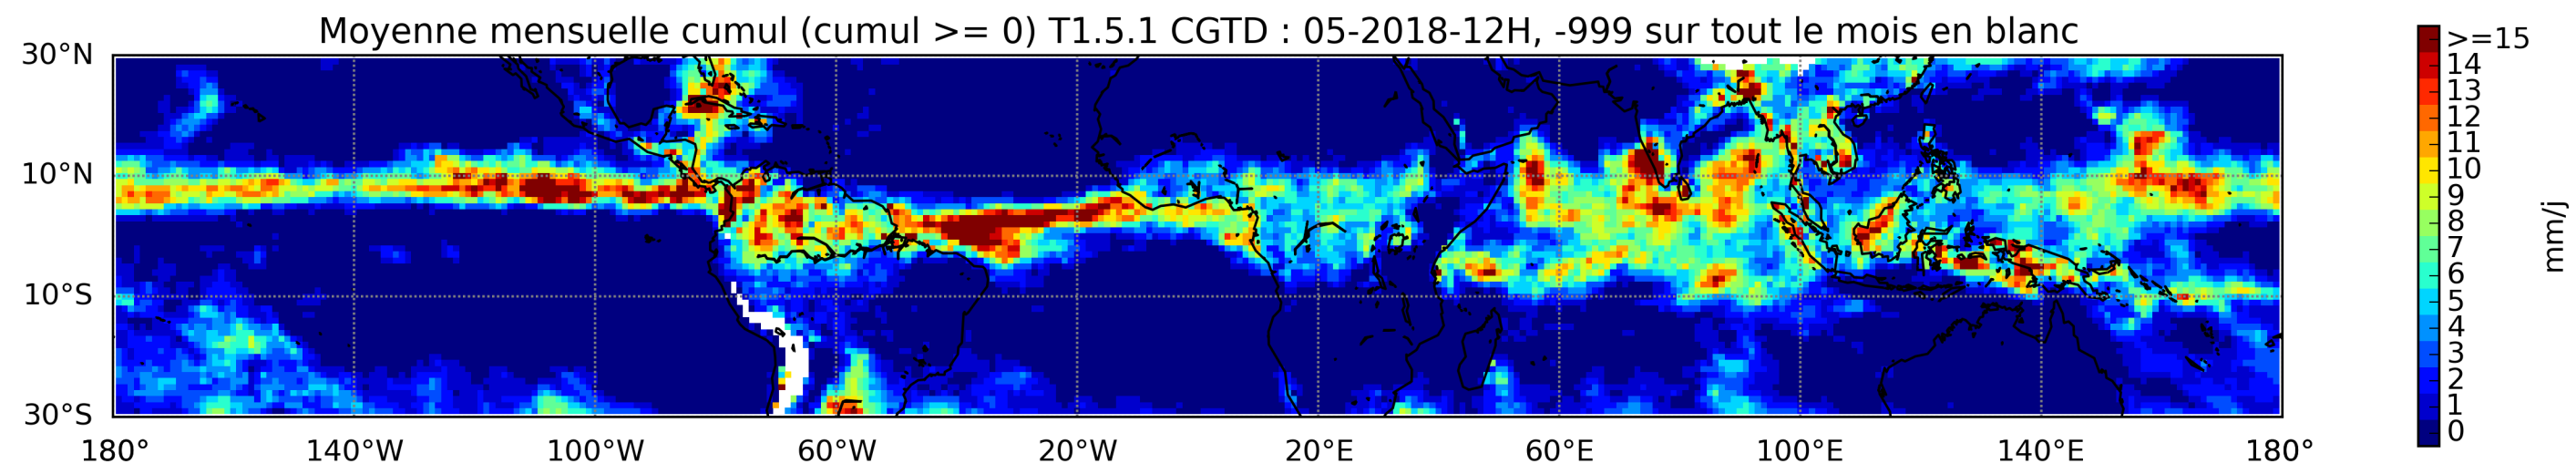 Moyenne mensuelle cumul (cumul >= 0) T1.5.1 CGTD : 05-2018-12H, -999 sur tout le mois en blanc
30°N
10°N
10°S
30°S
180°
140°W
100°W
60°W
20°W
20°E
60°E
100°E
140°E
180°
>=15
14
13
12
11
10
9
8
7
6
5
4
3
2
1
0
mm/j